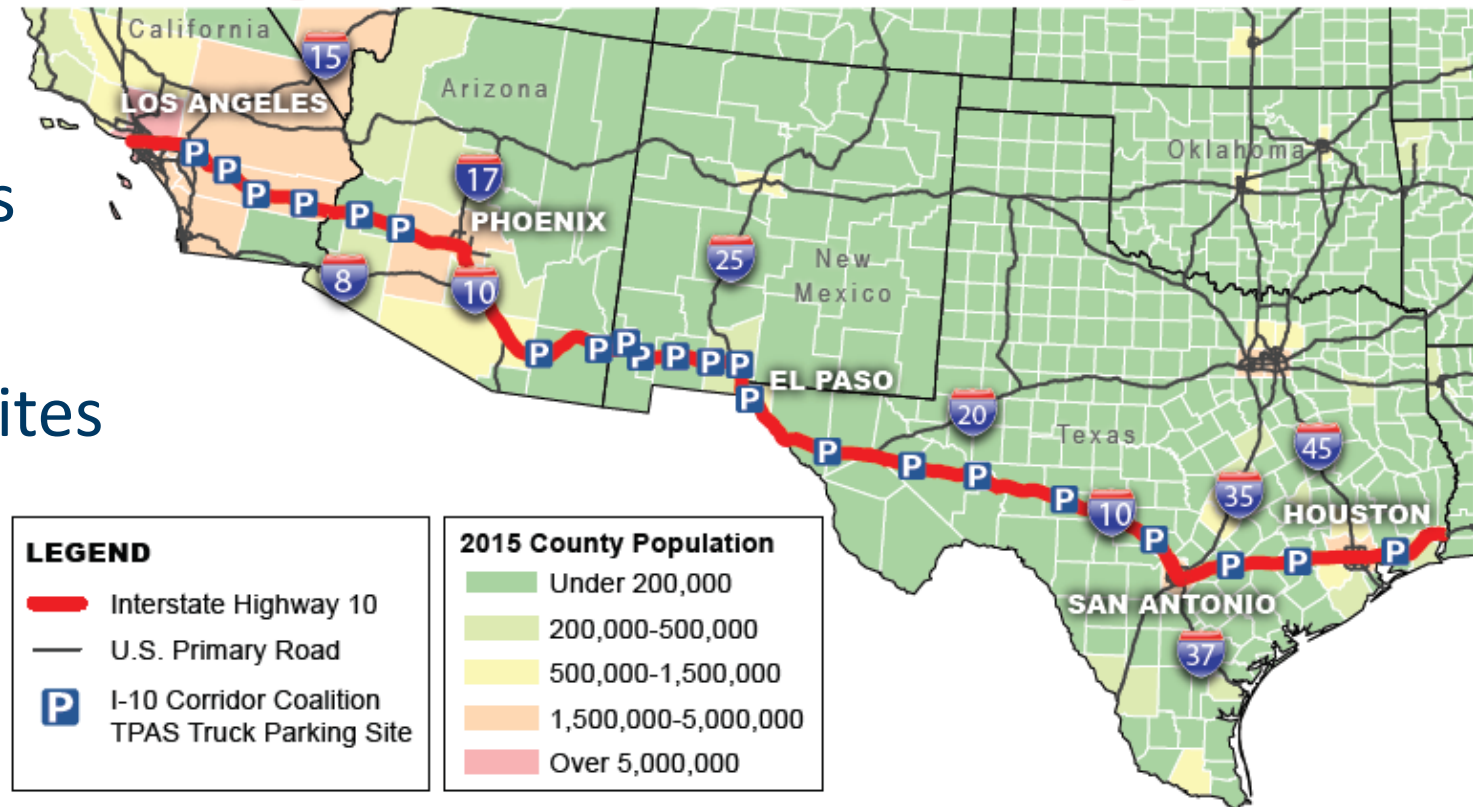 s
ites
California
15
LOS ANGELES
Arizona
17
PHOENIX
Oklahoma
25
New
Mexico
8
10
P
P
P
P
P
P
P
P
P
P
P
P
P
P
EL PASO
20
Texas
45
35
HOUSTON
P
P
P
P
10
P
P
P
P
SAN ANTONIO
37
LEGEND
Interstate Highway 10
U.S. Primary Road
P I-10 Corridor Coalition
TPAS Truck Parking Site
2015 County Population
Under 200,000
200,000-500,000
500,000-1,500,000
1,500,000-5,000,000
Over 5,000,000